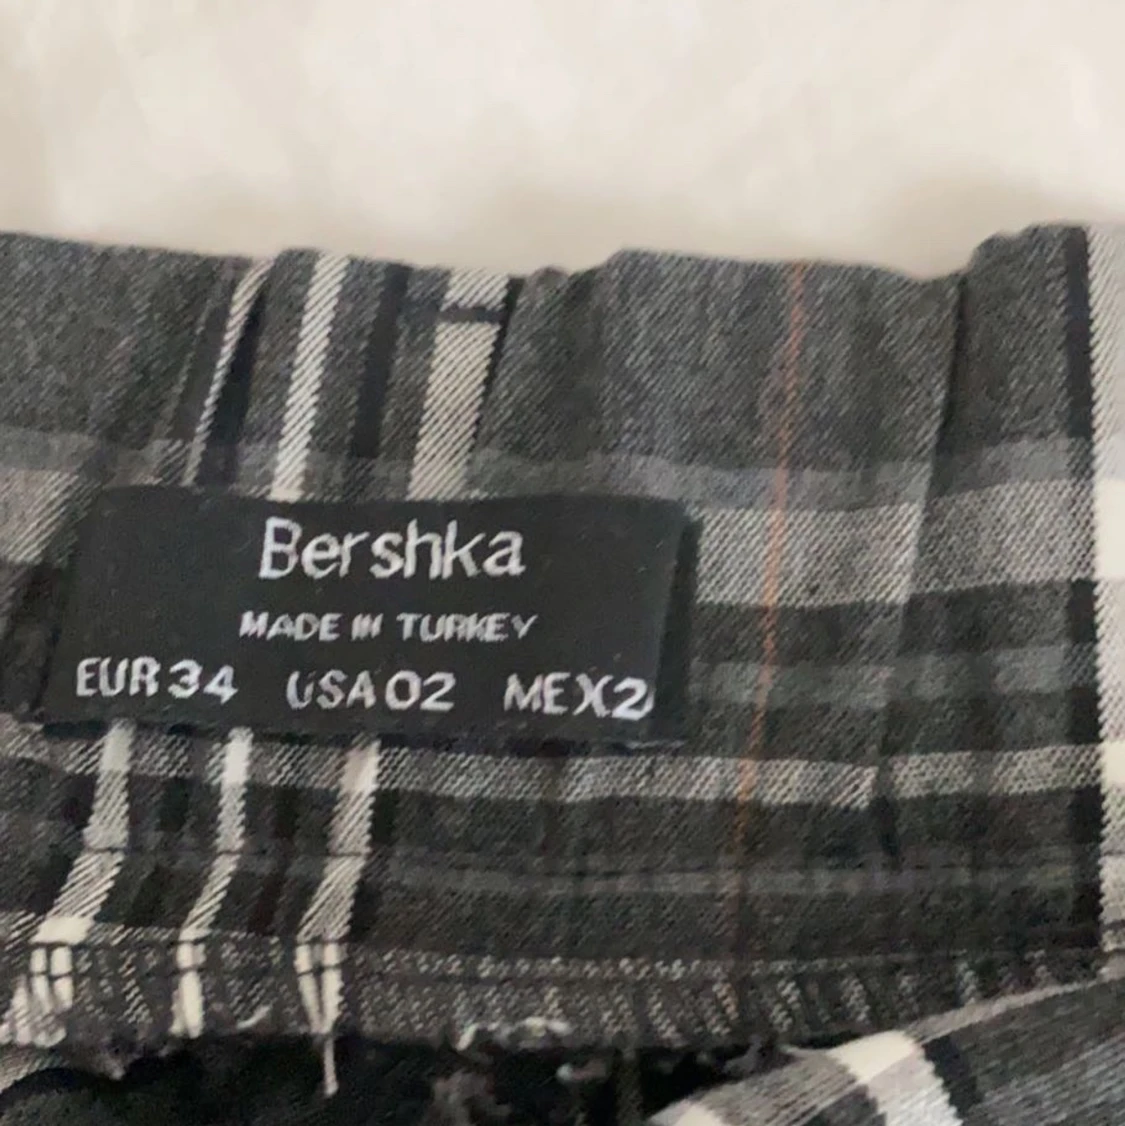 Bershka
MADE IN TURKEY
EUR 34 USA 02 MEX 2